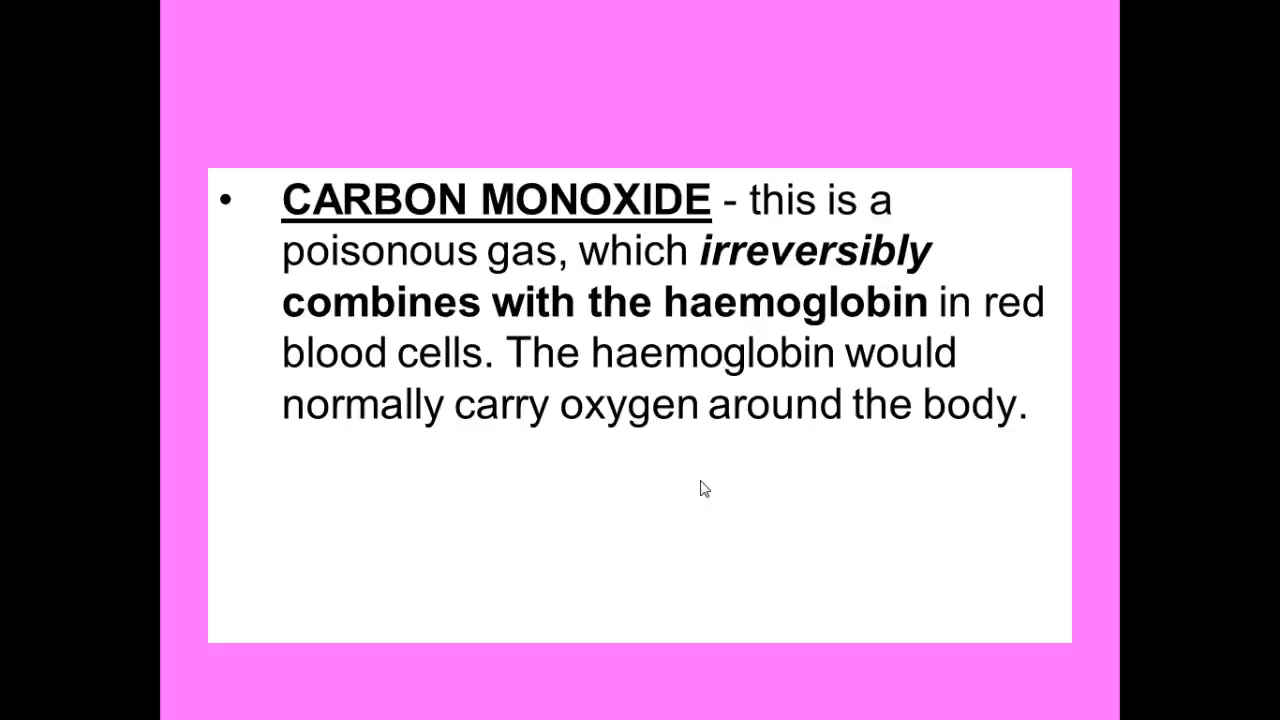 • CARBON MONOXIDE - this is a
poisonous gas, which irreversibly
combines with the haemoglobin in red
blood cells. The haemoglobin would
normally carry oxygen around the body.